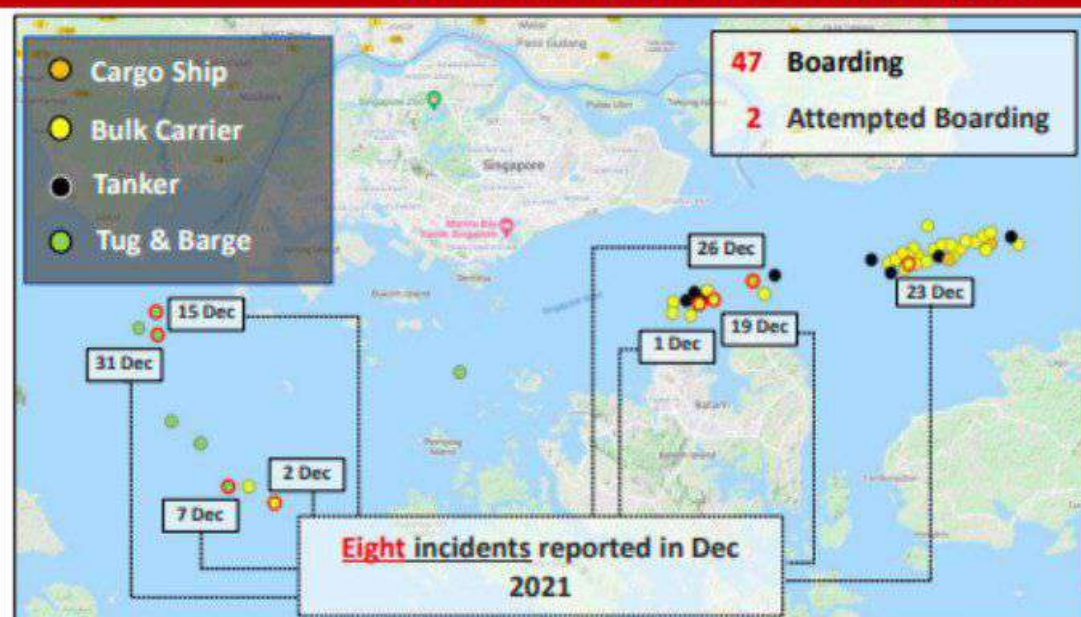 Cargo Ship
Bulk Carrier
Tanker
Tug & Barge
47 Boarding
2 Attempted Boarding
Singapore
26 Dec
23 Dec
15 Dec
19 Dec
1 Dec
31 Dec
2 Dec
7 Dec
Eight incidents reported in Dec
2021